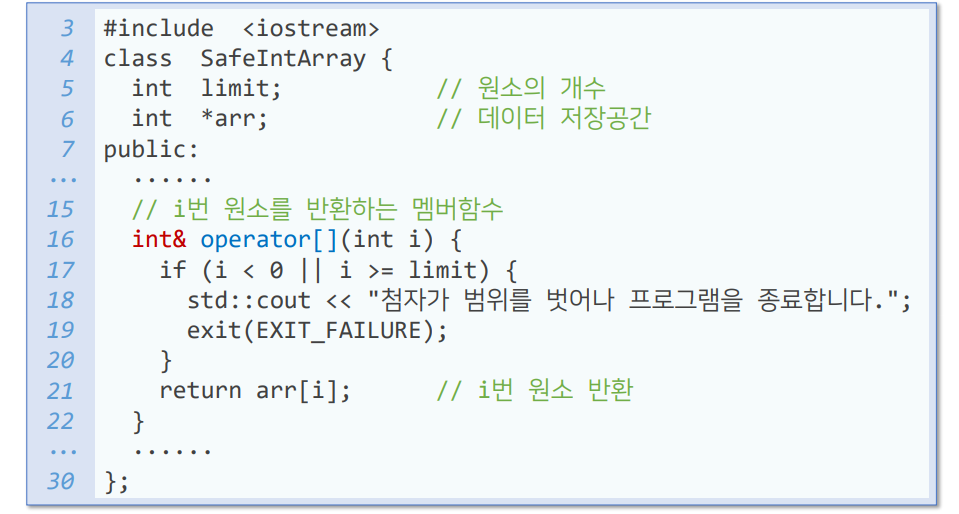 3 #include <iostream>
4 class SafeIntArray {
5 int limit; // 원소의 개수
6 int *arr; // 데이터 저장공간
7 public:
... ......
15 // i번 원소를 반환하는 멤버함수
16 int& operator[](int i) {
17 if (i < 0 || i >= limit) {
18 std::cout << "첨자가 범위를 벗어나 프로그램을 종료합니다.";
19 exit(EXIT_FAILURE);
20 }
21 return arr[i]; // i번 원소 반환
22 }
... ......
30 };